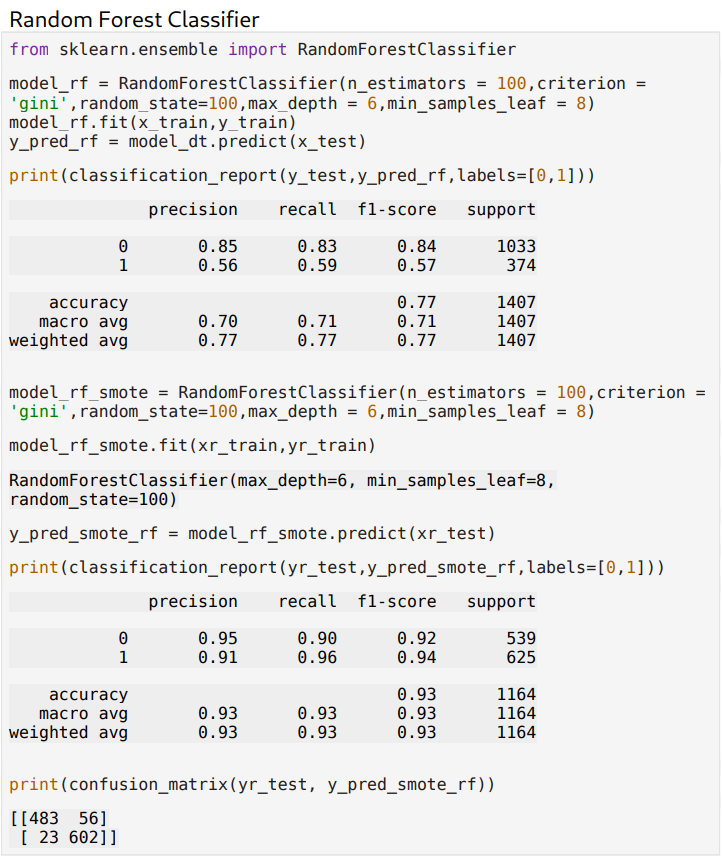 Random Forest Classifier
from sklearn.ensemble import RandomForestClassifier
model_rf = RandomForestClassifier(n_estimators = 100,criterion =
'gini',random_state=100,max_depth = 6,min_samples_leaf = 8)
model_rf.fit(x_train,y_train)
y_pred_rf = model_dt.predict(x_test)
print(classification_report(y_test,y_pred_rf,labels=[0,1]))
precision recall f1-score support
0 0.85 0.83 0.84 1033
1 0.56 0.59 0.57 374
accuracy 0.77 1407
macro avg 0.70 0.71 0.71 1407
weighted avg 0.77 0.77 0.77 1407
model_rf_smote = RandomForestClassifier(n_estimators = 100,criterion =
'gini',random_state=100,max_depth = 6,min_samples_leaf = 8)
model_rf_smote.fit(xr_train,yr_train)
RandomForestClassifier(max_depth=6, min_samples_leaf=8,
random_state=100)
y_pred_smote_rf = model_rf_smote.predict(xr_test)
print(classification_report(yr_test,y_pred_smote_rf,labels=[0,1]))
precision recall f1-score support
0 0.95 0.90 0.92 539
1 0.91 0.96 0.94 625
accuracy 0.93 1164
macro avg 0.93 0.93 0.93 1164
weighted avg 0.93 0.93 0.93 1164
print(confusion_matrix(yr_test, y_pred_smote_rf))
[[483 56]
[ 23 602]]